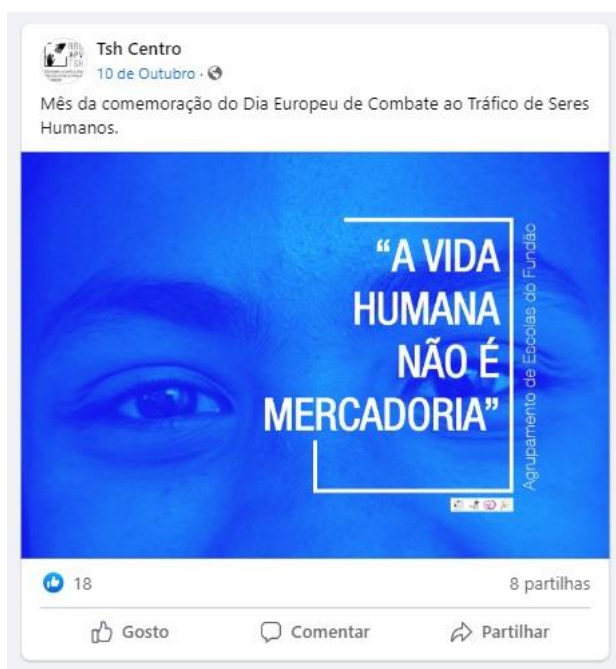 Tsh Centro
10 de Outubro ·
Mês da comemoração do Dia Europeu de Combate ao Tráfico de Seres
Humanos.
“A VIDA
HUMANA
NÃO É
MERCADORIA”
Agrupamento de Escolas do Fundão
18
8 partilhas
Gosto
Comentar
Partilhar